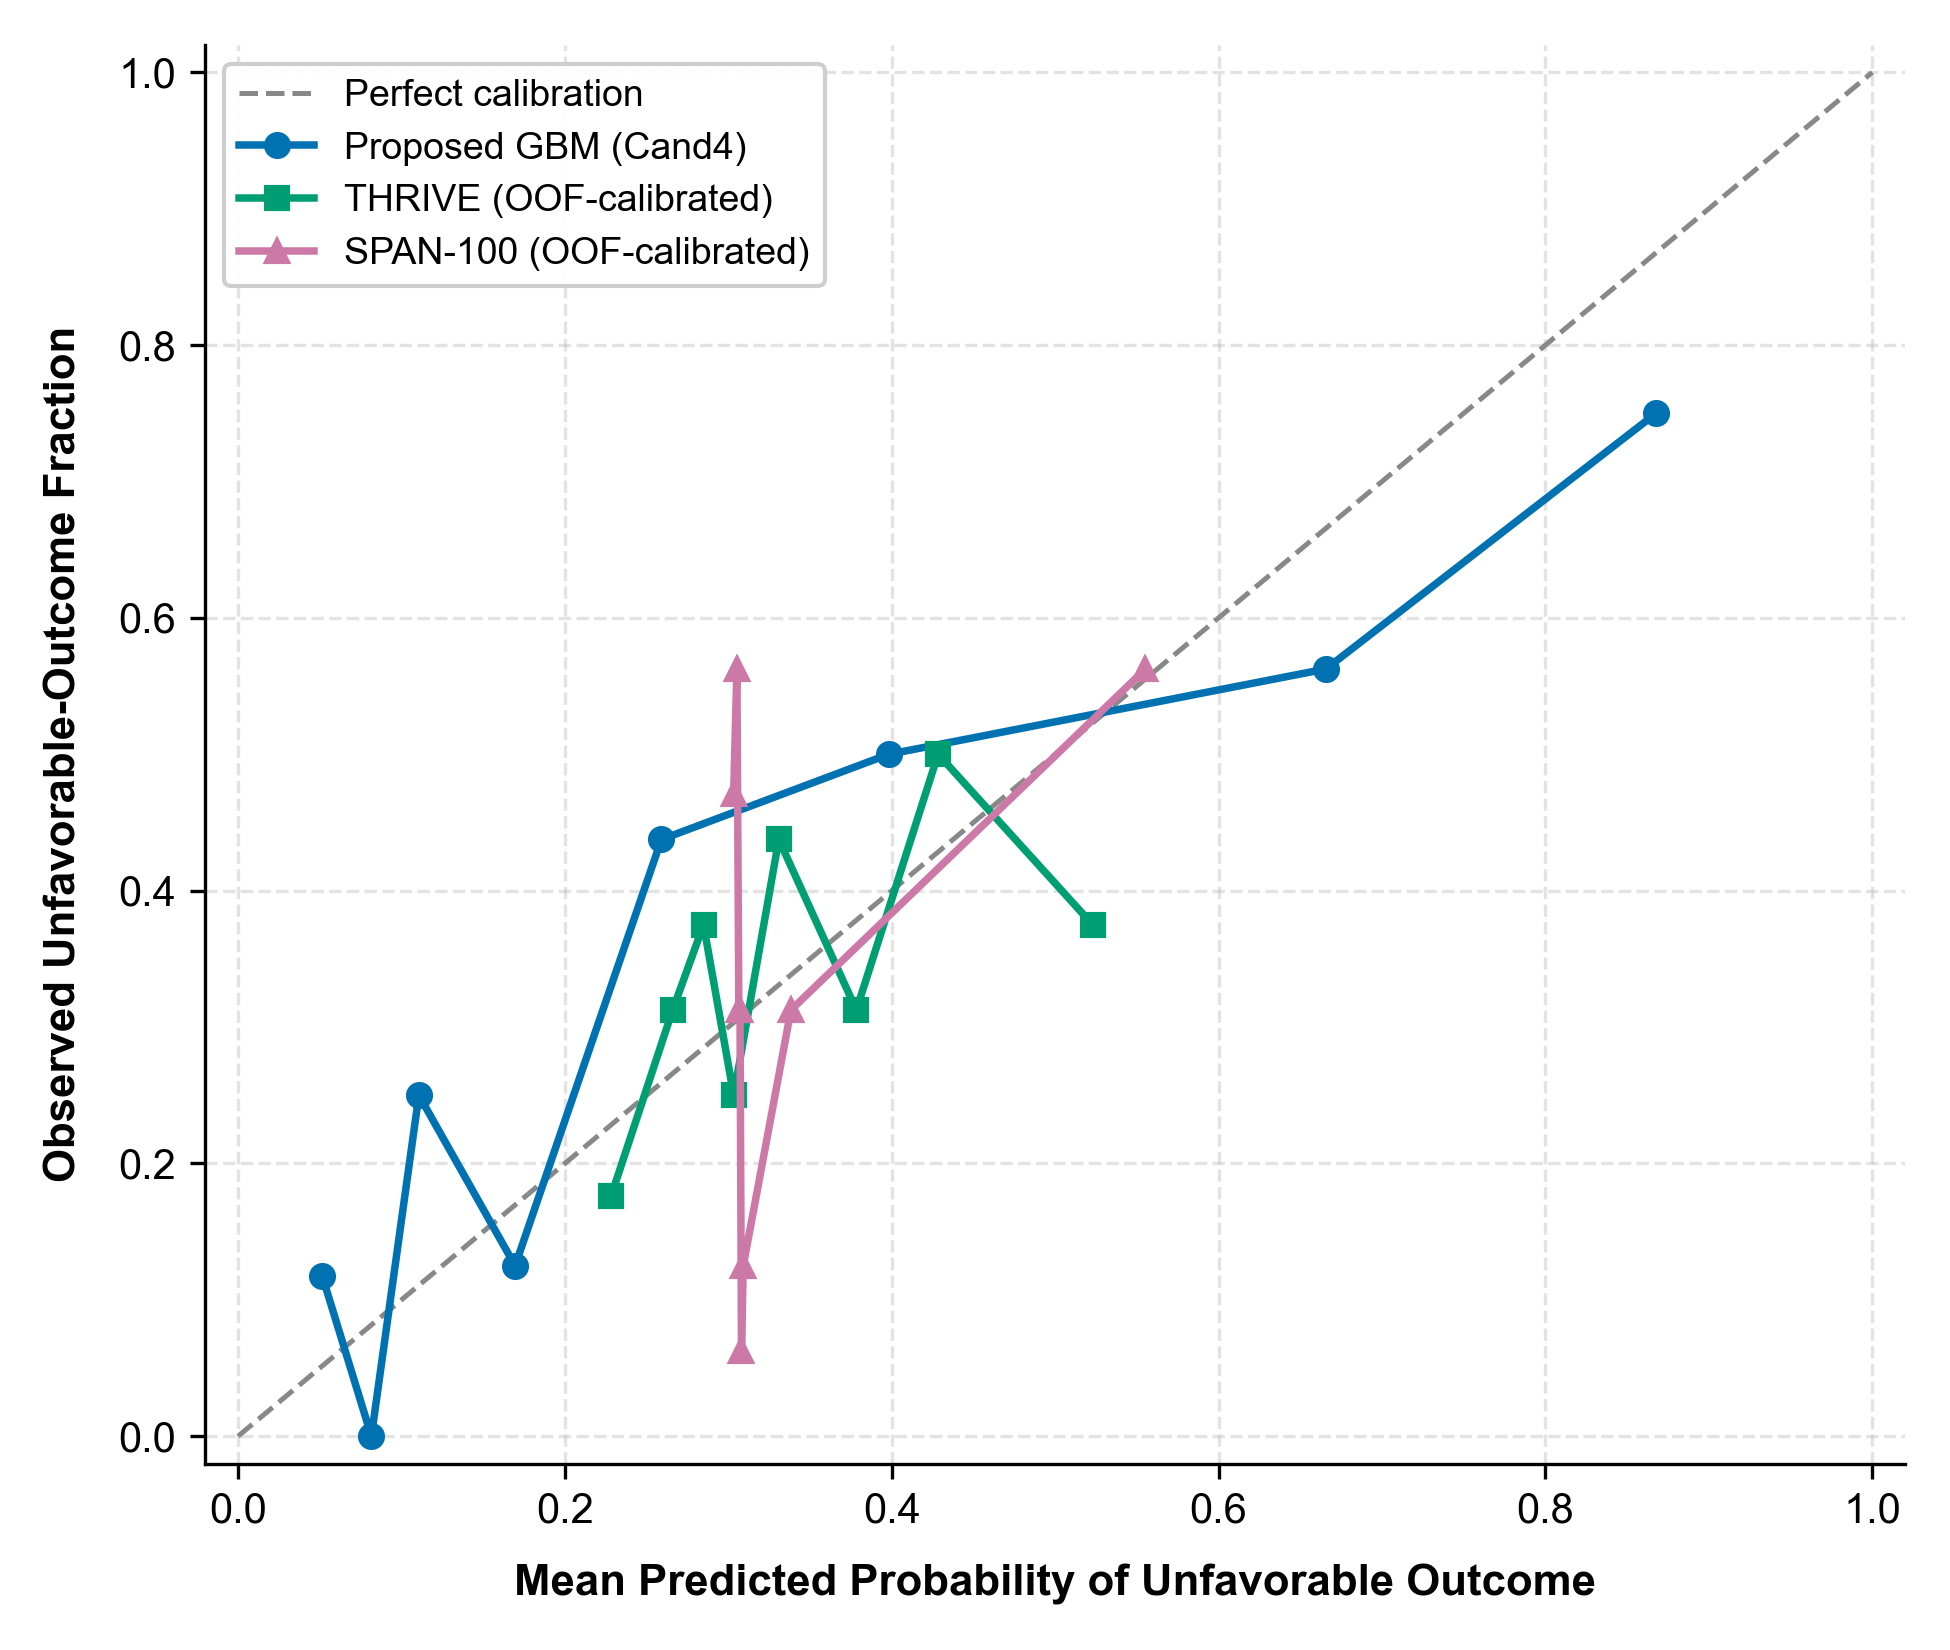 Perfect calibration
Proposed GBM (Cand4)
THRIVE (OOF-calibrated)
SPAN-100 (OOF-calibrated)
Observed Unfavorable-Outcome Fraction
1.0
0.8
0.6
0.4
0.2
0.0
0.0 0.2 0.4 0.6 0.8 1.0
Mean Predicted Probability of Unfavorable Outcome